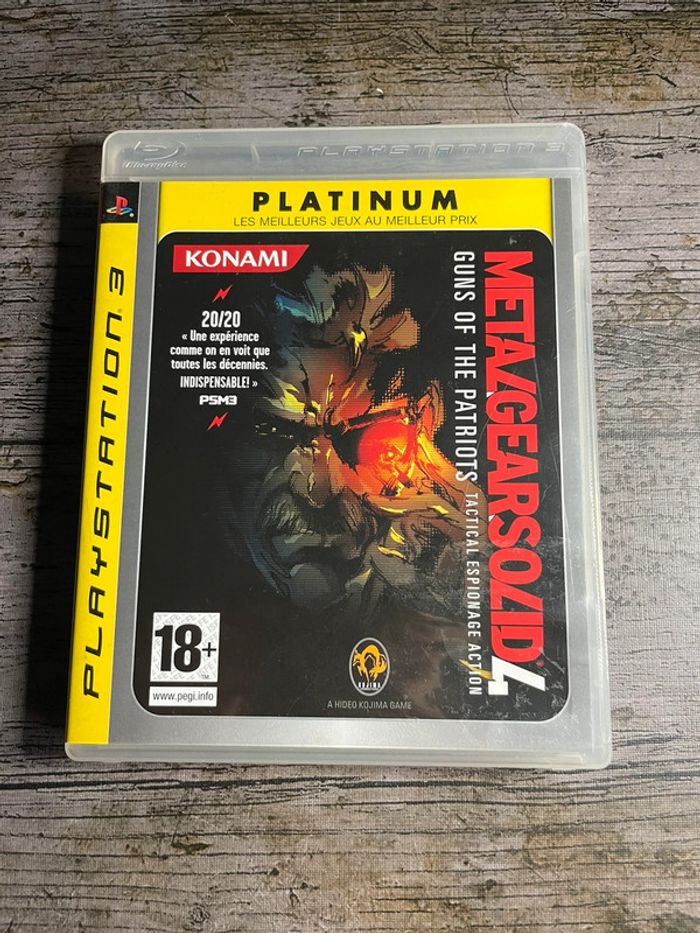 Blu-ray Disc
PLAYSTATION 3
PLAYSTATION 3
PLATINUM
LES MEILLEURS JEUX AU MEILLEUR PRIX
KONAMI
20/20
« Une expérience
comme on en voit que
toutes les décennies.
INDISPENSABLE! »
PSM3
METAL GEAR SOLID 4
GUNS OF THE PATRIOTS
TACTICAL ESPIONAGE ACTION
18+
TM
www.pegi.info
KOJIMA
A HIDEO KOJIMA GAME